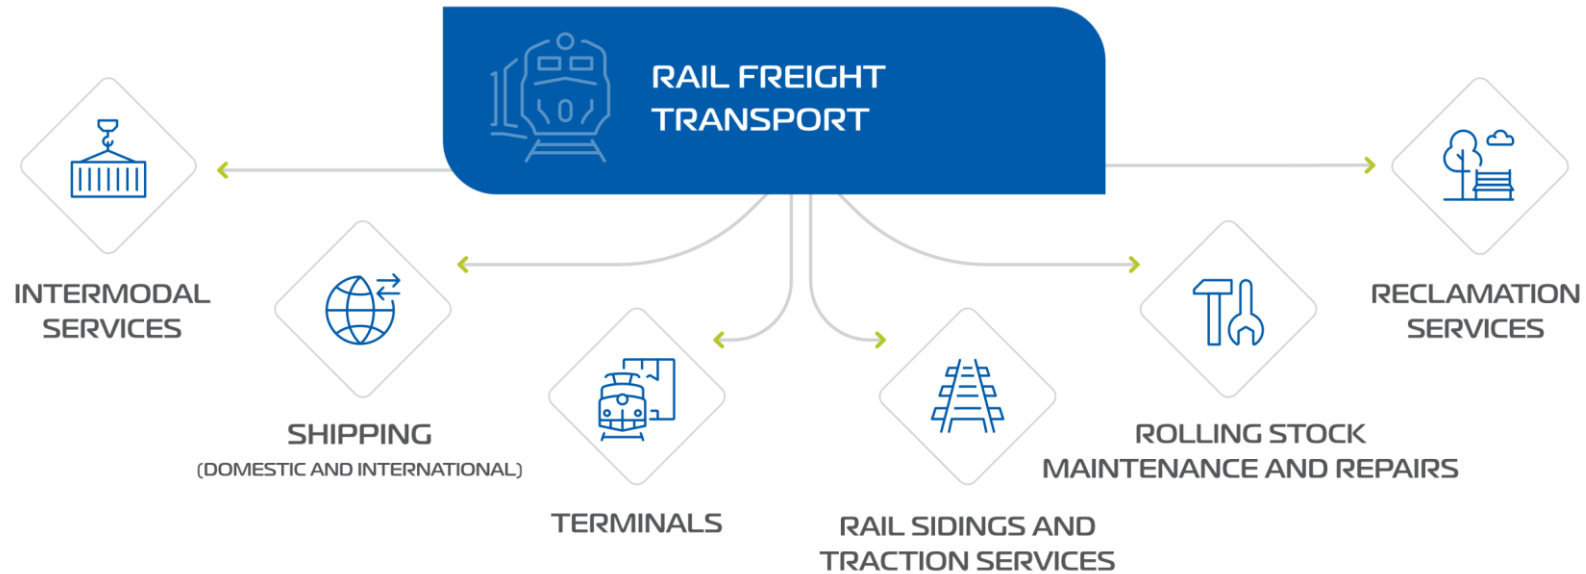 RAIL FREIGHT
TRANSPORT
INTERMODAL
SERVICES
SHIPPING
(DOMESTIC AND INTERNATIONAL)
TERMINALS
RAIL SIDINGS AND
TRACTION SERVICES
ROLLING STOCK
MAINTENANCE AND REPAIRS
RECLAMATION
SERVICES